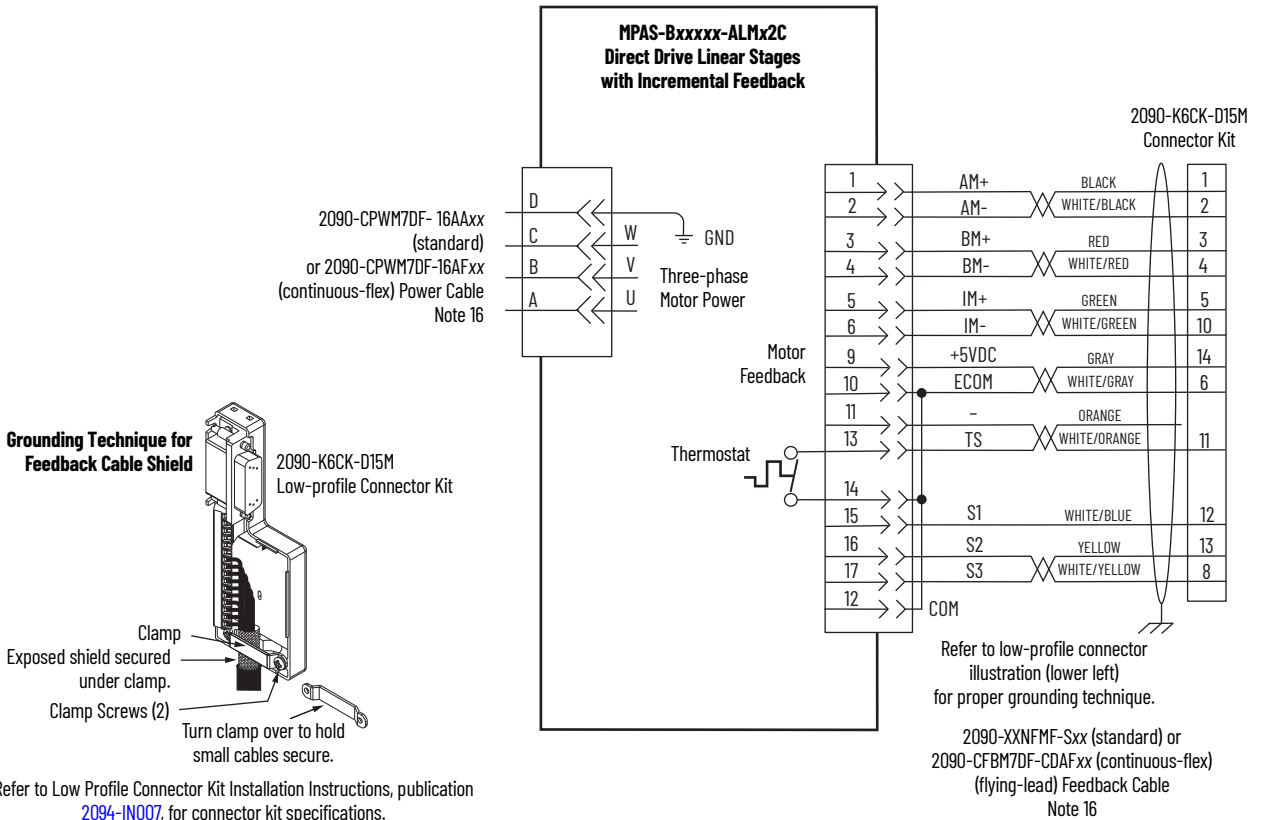 MPAS-Bxxxxx-ALMx2C
Direct Drive Linear Stages
with Incremental Feedback
2090-K6CK-D15M
Connector Kit
2090-CPWM7DF- 16AAxx
(standard)
or 2090-CPWM7DF-16AFxx
(continuous-flex) Power Cable
Note 16
D
C
B
A
W
V
U
GND
Three-phase
Motor Power
Motor
Feedback
Thermostat
1 AM+ BLACK 1
2 AM- WHITE/BLACK 2
3 BM+ RED 3
4 BM- WHITE/RED 4
5 IM+ GREEN 5
6 IM- WHITE/GREEN 10
9 +5VDC GRAY 14
10 ECOM WHITE/GRAY 6
11 – ORANGE
13 TS WHITE/ORANGE 11
14
15 S1 WHITE/BLUE 12
16 S2 YELLOW 13
17 S3 WHITE/YELLOW 8
12 COM
Refer to low-profile connector
illustration (lower left)
for proper grounding technique.
2090-XXNFMF-Sxx (standard) or
2090-CFBM7DF-CDAFxx (continuous-flex)
(flying-lead) Feedback Cable
Note 16
Grounding Technique for
Feedback Cable Shield
2090-K6CK-D15M
Low-profile Connector Kit
Clamp
Exposed shield secured
under clamp.
Clamp Screws (2)
Turn clamp over to hold
small cables secure.
Refer to Low Profile Connector Kit Installation Instructions, publication
2094-IN007, for connector kit specifications.